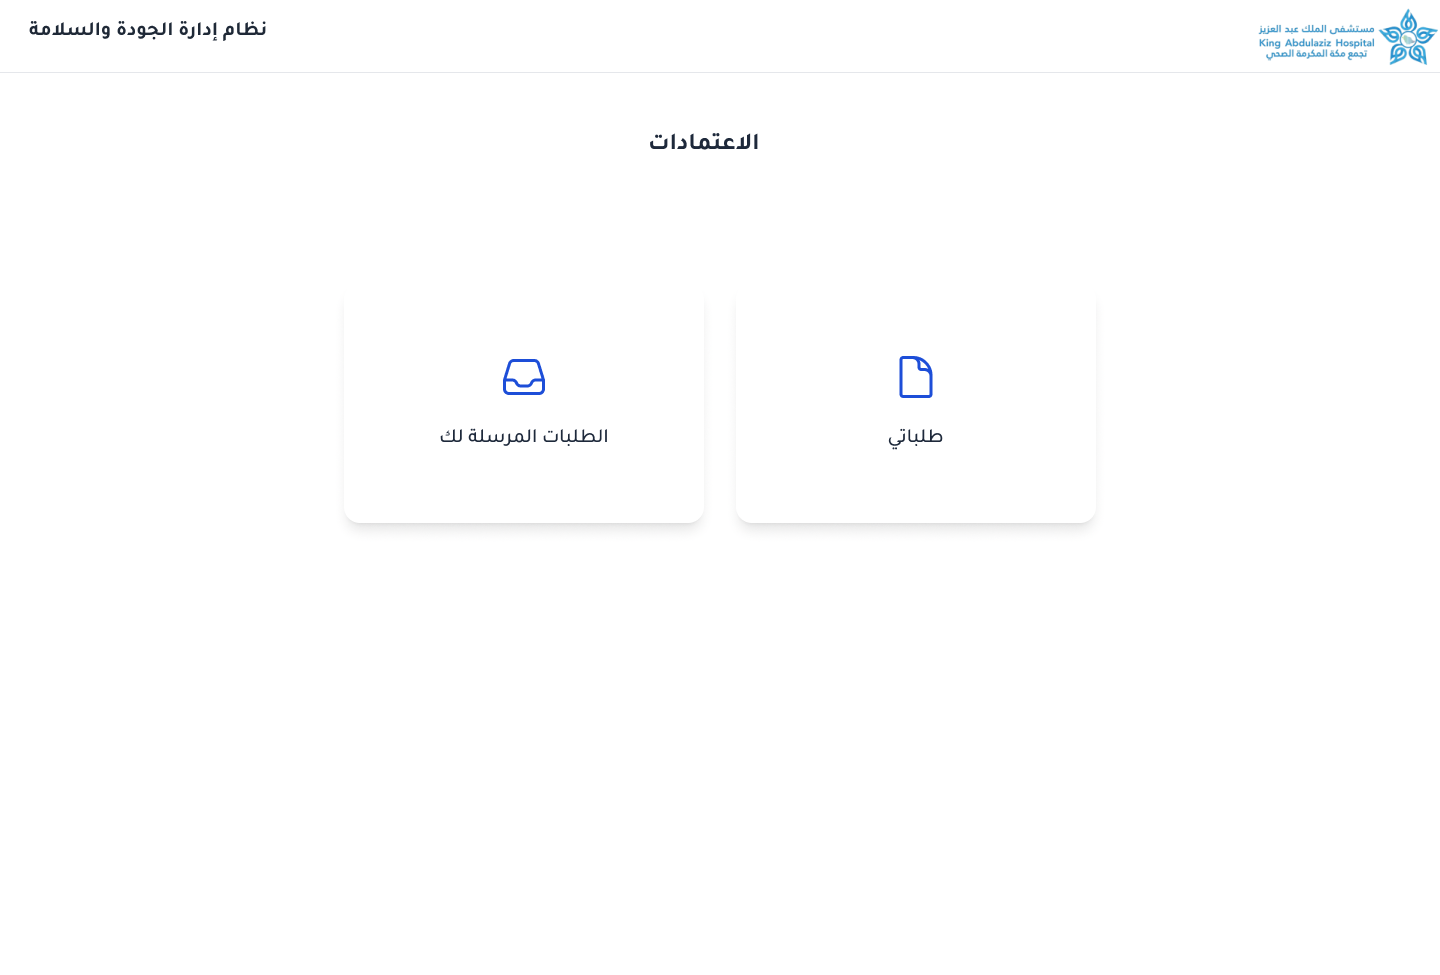 مستشفى الملك عبد العزيز
King Abdulaziz Hospital
تجمع مكة المكرمة الصحي
نظام إدارة الجودة والسلامة
الاعتمادات
طلباتي
الطلبات المرسلة لك